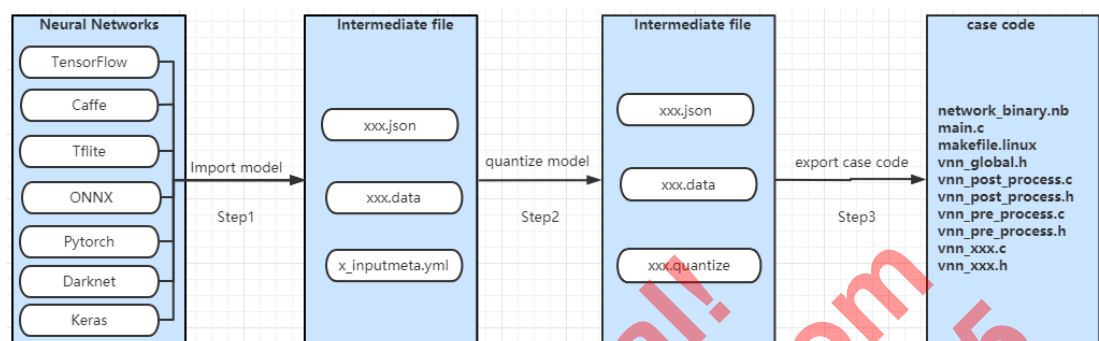 Neural Networks
TensorFlow
Caffe
Tflite
ONNX
Pytorch
Darknet
Keras
Import model
Step1
Intermediate file
xxx.json
xxx.data
x_inputmeta.yml
quantize model
Step2
Intermediate file
xxx.json
xxx.data
xxx.quantize
export case code
Step3
case code
network_binary.nb
main.c
makefile.linux
vnn_global.h
vnn_post_process.c
vnn_post_process.h
vnn_pre_process.c
vnn_pre_process.h
vnn_xxx.c
vnn_xxx.h